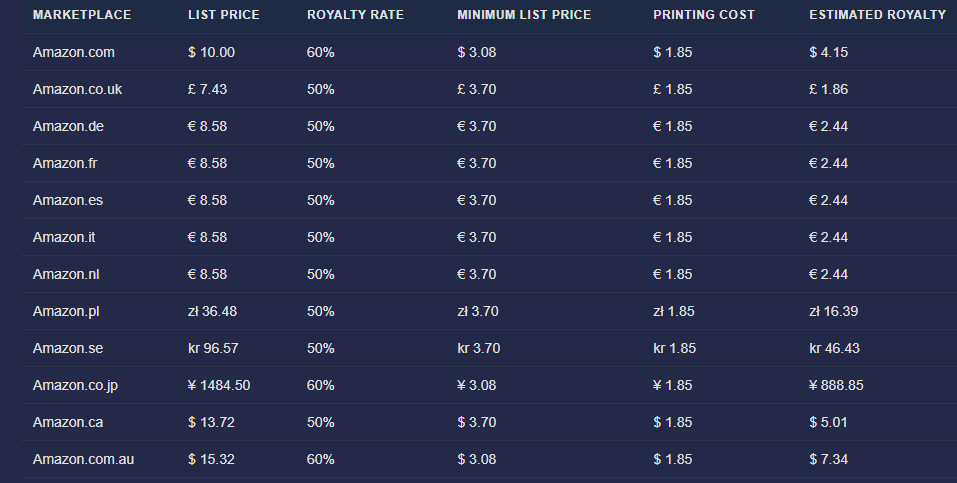 MARKETPLACE LIST PRICE ROYALTY RATE MINIMUM LIST PRICE PRINTING COST ESTIMATED ROYALTY
Amazon.com $ 10.00 60% $ 3.08 $ 1.85 $ 4.15
Amazon.co.uk £ 7.43 50% £ 3.70 £ 1.85 £ 1.86
Amazon.de € 8.58 50% € 3.70 € 1.85 € 2.44
Amazon.fr € 8.58 50% € 3.70 € 1.85 € 2.44
Amazon.es € 8.58 50% € 3.70 € 1.85 € 2.44
Amazon.it € 8.58 50% € 3.70 € 1.85 € 2.44
Amazon.nl € 8.58 50% € 3.70 € 1.85 € 2.44
Amazon.pl zł 36.48 50% zł 3.70 zł 1.85 zł 16.39
Amazon.se kr 96.57 50% kr 3.70 kr 1.85 kr 46.43
Amazon.co.jp ¥ 1484.50 60% ¥ 3.08 ¥ 1.85 ¥ 888.85
Amazon.ca $ 13.72 50% $ 3.70 $ 1.85 $ 5.01
Amazon.com.au $ 15.32 60% $ 3.08 $ 1.85 $ 7.34